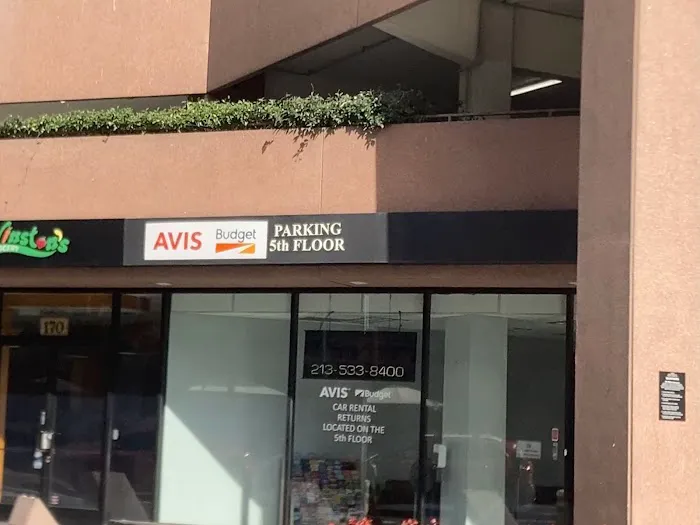 Winston's
AVIS Budget
PARKING
5th FLOOR
170
213-533-8400
AVIS Budget
CAR RENTAL
RETURNS
LOCATED ON THE
5th FLOOR